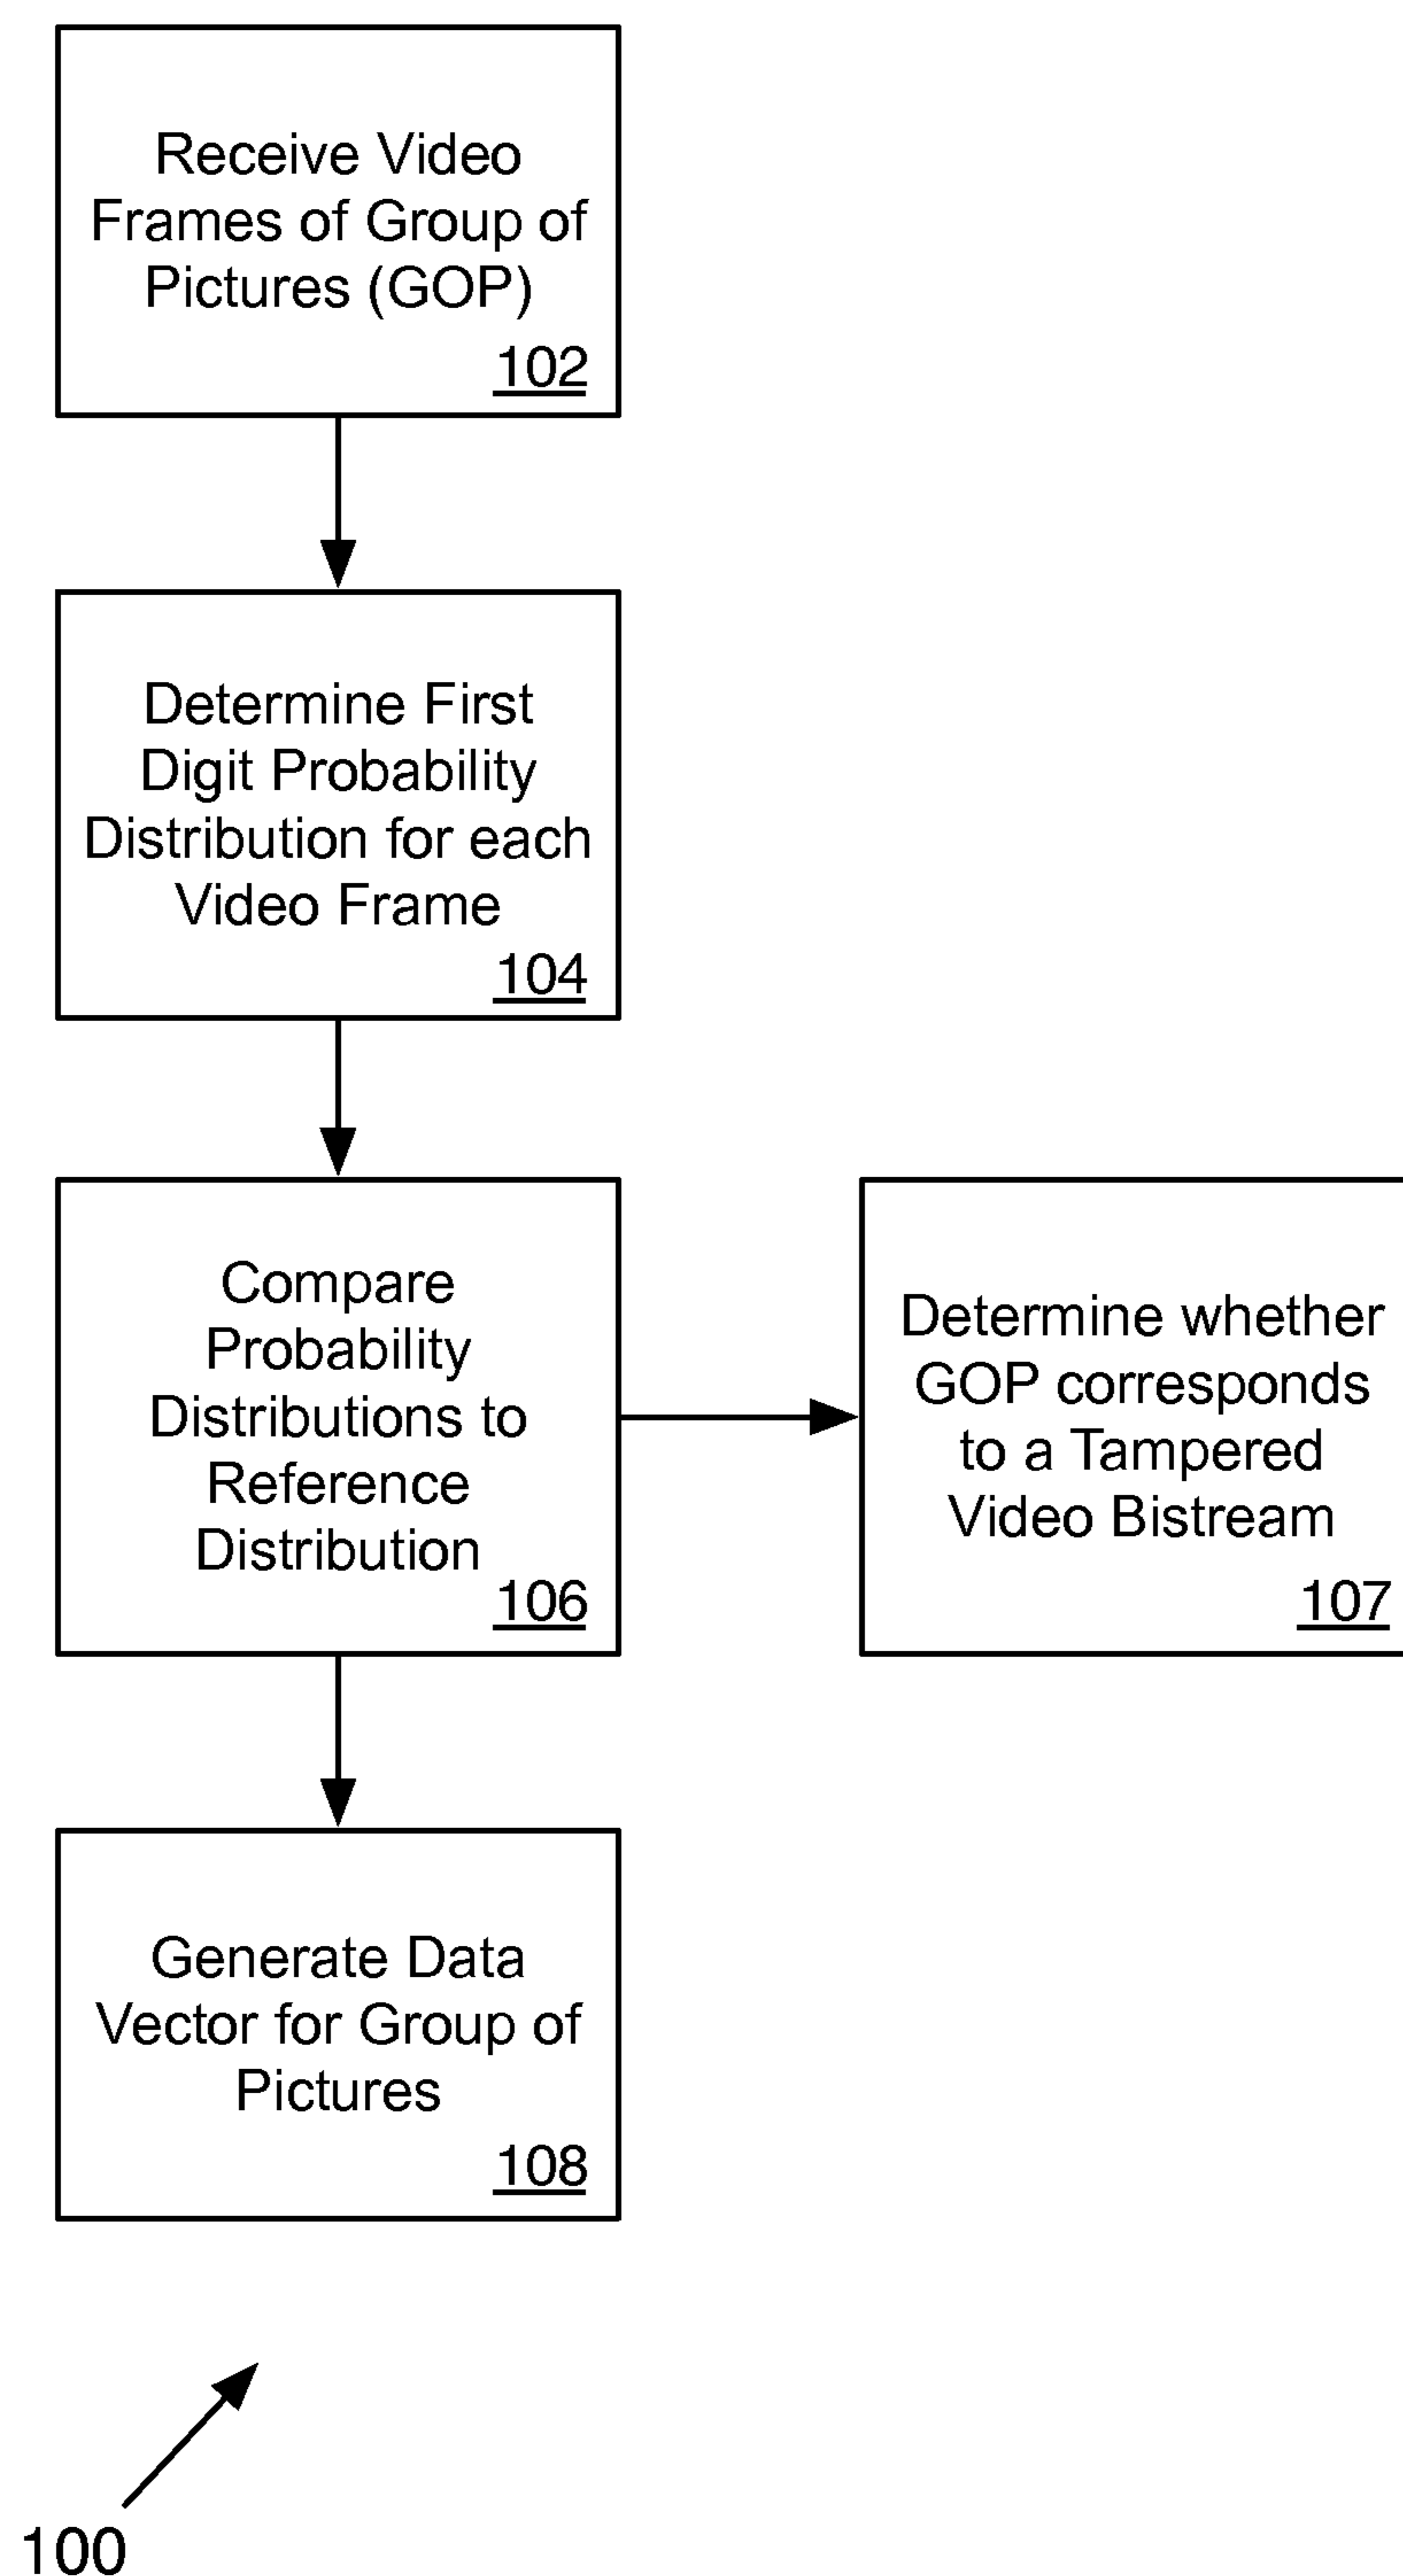 Receive Video
Frames of Group of
Pictures (GOP)
102
Determine First
Digit Probability
Distribution for each
Video Frame
104
Compare
Probability
Distributions to
Reference
Distribution
106
Determine whether
GOP corresponds
to a Tampered
Video Bistream
107
Generate Data
Vector for Group of
Pictures
108
100